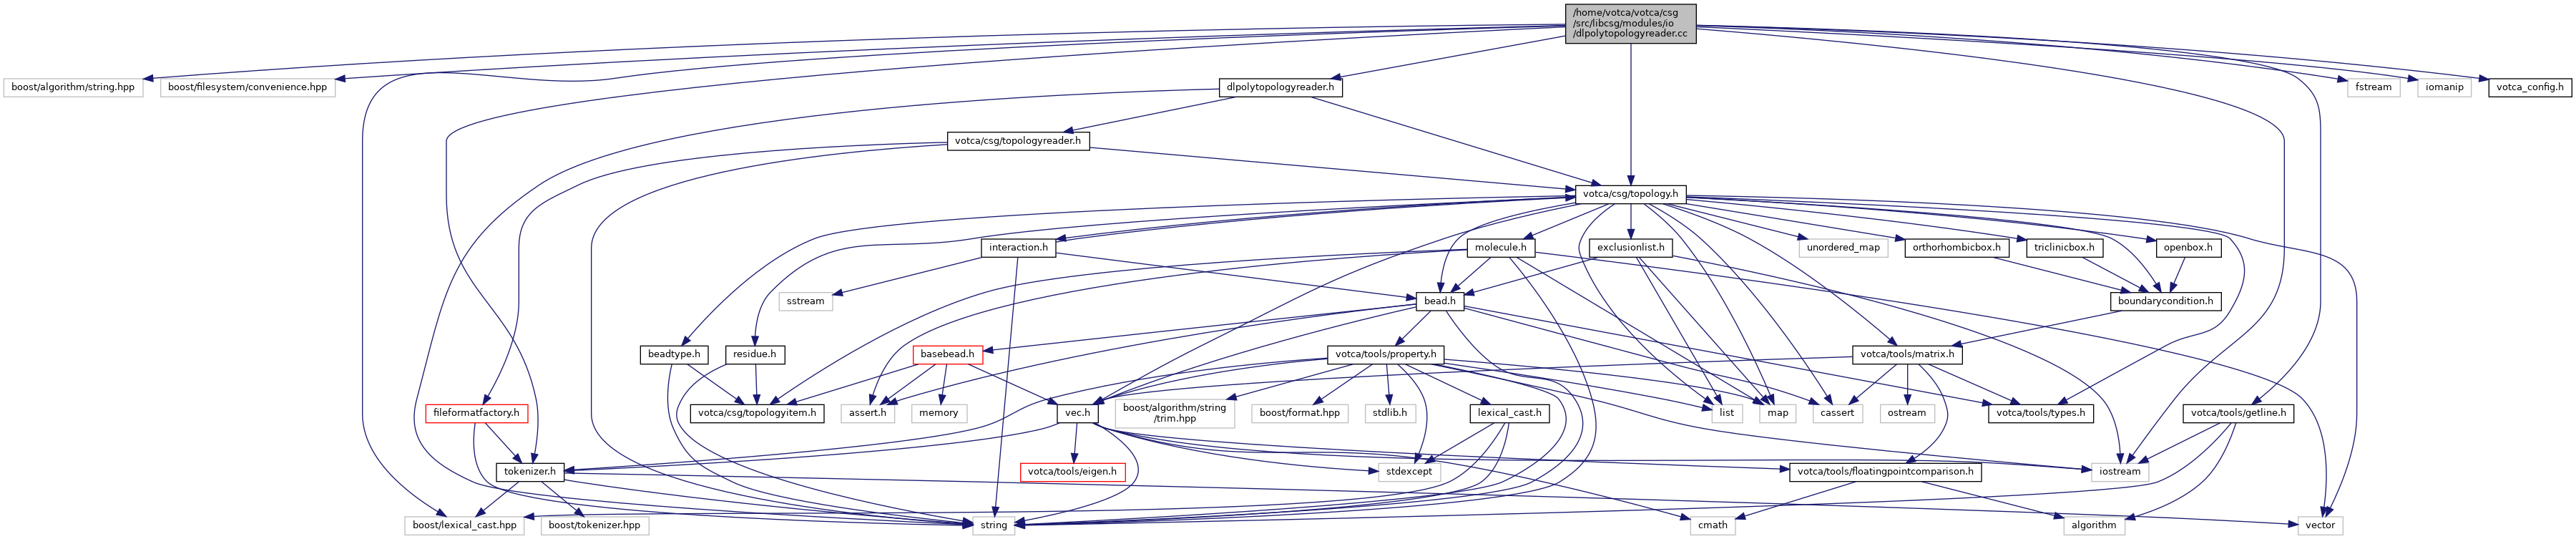 /home/votca/votca/csg
/src/libcsg/modules/io
/dlpolytopologyreader.cc
boost/algorithm/string.hpp
boost/filesystem/convenience.hpp
dlpolytopologyreader.h
fstream
iomanip
votca_config.h
votca/csg/topologyreader.h
votca/csg/topology.h
interaction.h
molecule.h
exclusionlist.h
unordered_map
orthorhombicbox.h
triclinicbox.h
openbox.h
sstream
bead.h
boundarycondition.h
beadtype.h
residue.h
basebead.h
votca/tools/property.h
votca/tools/matrix.h
fileformatfactory.h
votca/csg/topologyitem.h
assert.h
memory
vec.h
boost/algorithm/string
/trim.hpp
boost/format.hpp
stdlib.h
lexical_cast.h
list
map
cassert
ostream
votca/tools/types.h
votca/tools/getline.h
tokenizer.h
votca/tools/eigen.h
stdexcept
votca/tools/floatingpointcomparison.h
iostream
boost/lexical_cast.hpp
boost/tokenizer.hpp
string
cmath
algorithm
vector